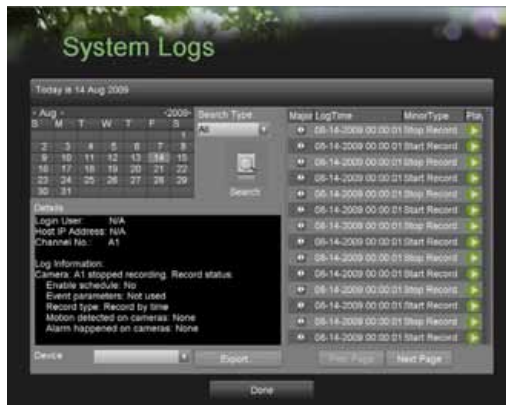 System Logs
Today is 14 Aug 2009
- Aug - -2009-
S M T W T F S
1
2 3 4 5 6 7 8
9 10 11 12 13 14 15
16 17 18 19 20 21 22
23 24 25 26 27 28 29
30 31
Search Type
All
Search
Details
Login User: N/A
Host IP Address: N/A
Channel No.: A1
Log Information:
Camera: A1 stopped recording. Record status:
Enable schedule: No
Event parameters: Not used
Record type: Record by time
Motion detected on cameras: None
Alarm happened on cameras: None
Device
Export..
Major LogTime MinorType Play
08-14-2009 00:00:01 Stop Record
08-14-2009 00:00:01 Start Record
08-14-2009 00:00:01 Stop Record
08-14-2009 00:00:01 Start Record
08-14-2009 00:00:01 Start Record
08-14-2009 00:00:01 Stop Record
08-14-2009 00:00:01 Start Record
08-14-2009 00:00:01 Stop Record
08-14-2009 00:00:01 Start Record
08-14-2009 00:00:01 Stop Record
08-14-2009 00:00:01 Start Record
08-14-2009 00:00:01 Stop Record
08-14-2009 00:00:01 Start Record
Prev Page Next Page
Done